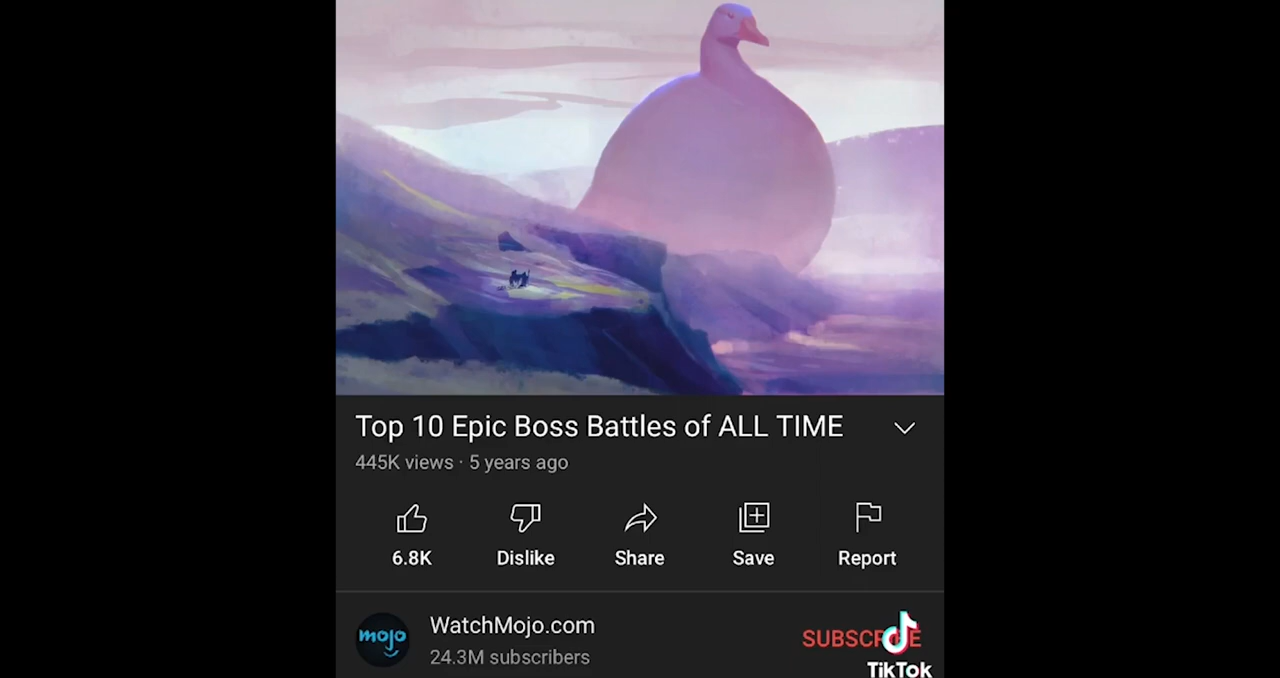 Top 10 Epic Boss Battles of ALL TIME
445K views · 5 years ago
6.8K Dislike Share Save Report
mojo
WatchMojo.com
24.3M subscribers
SUBSCRIBE
TikTok